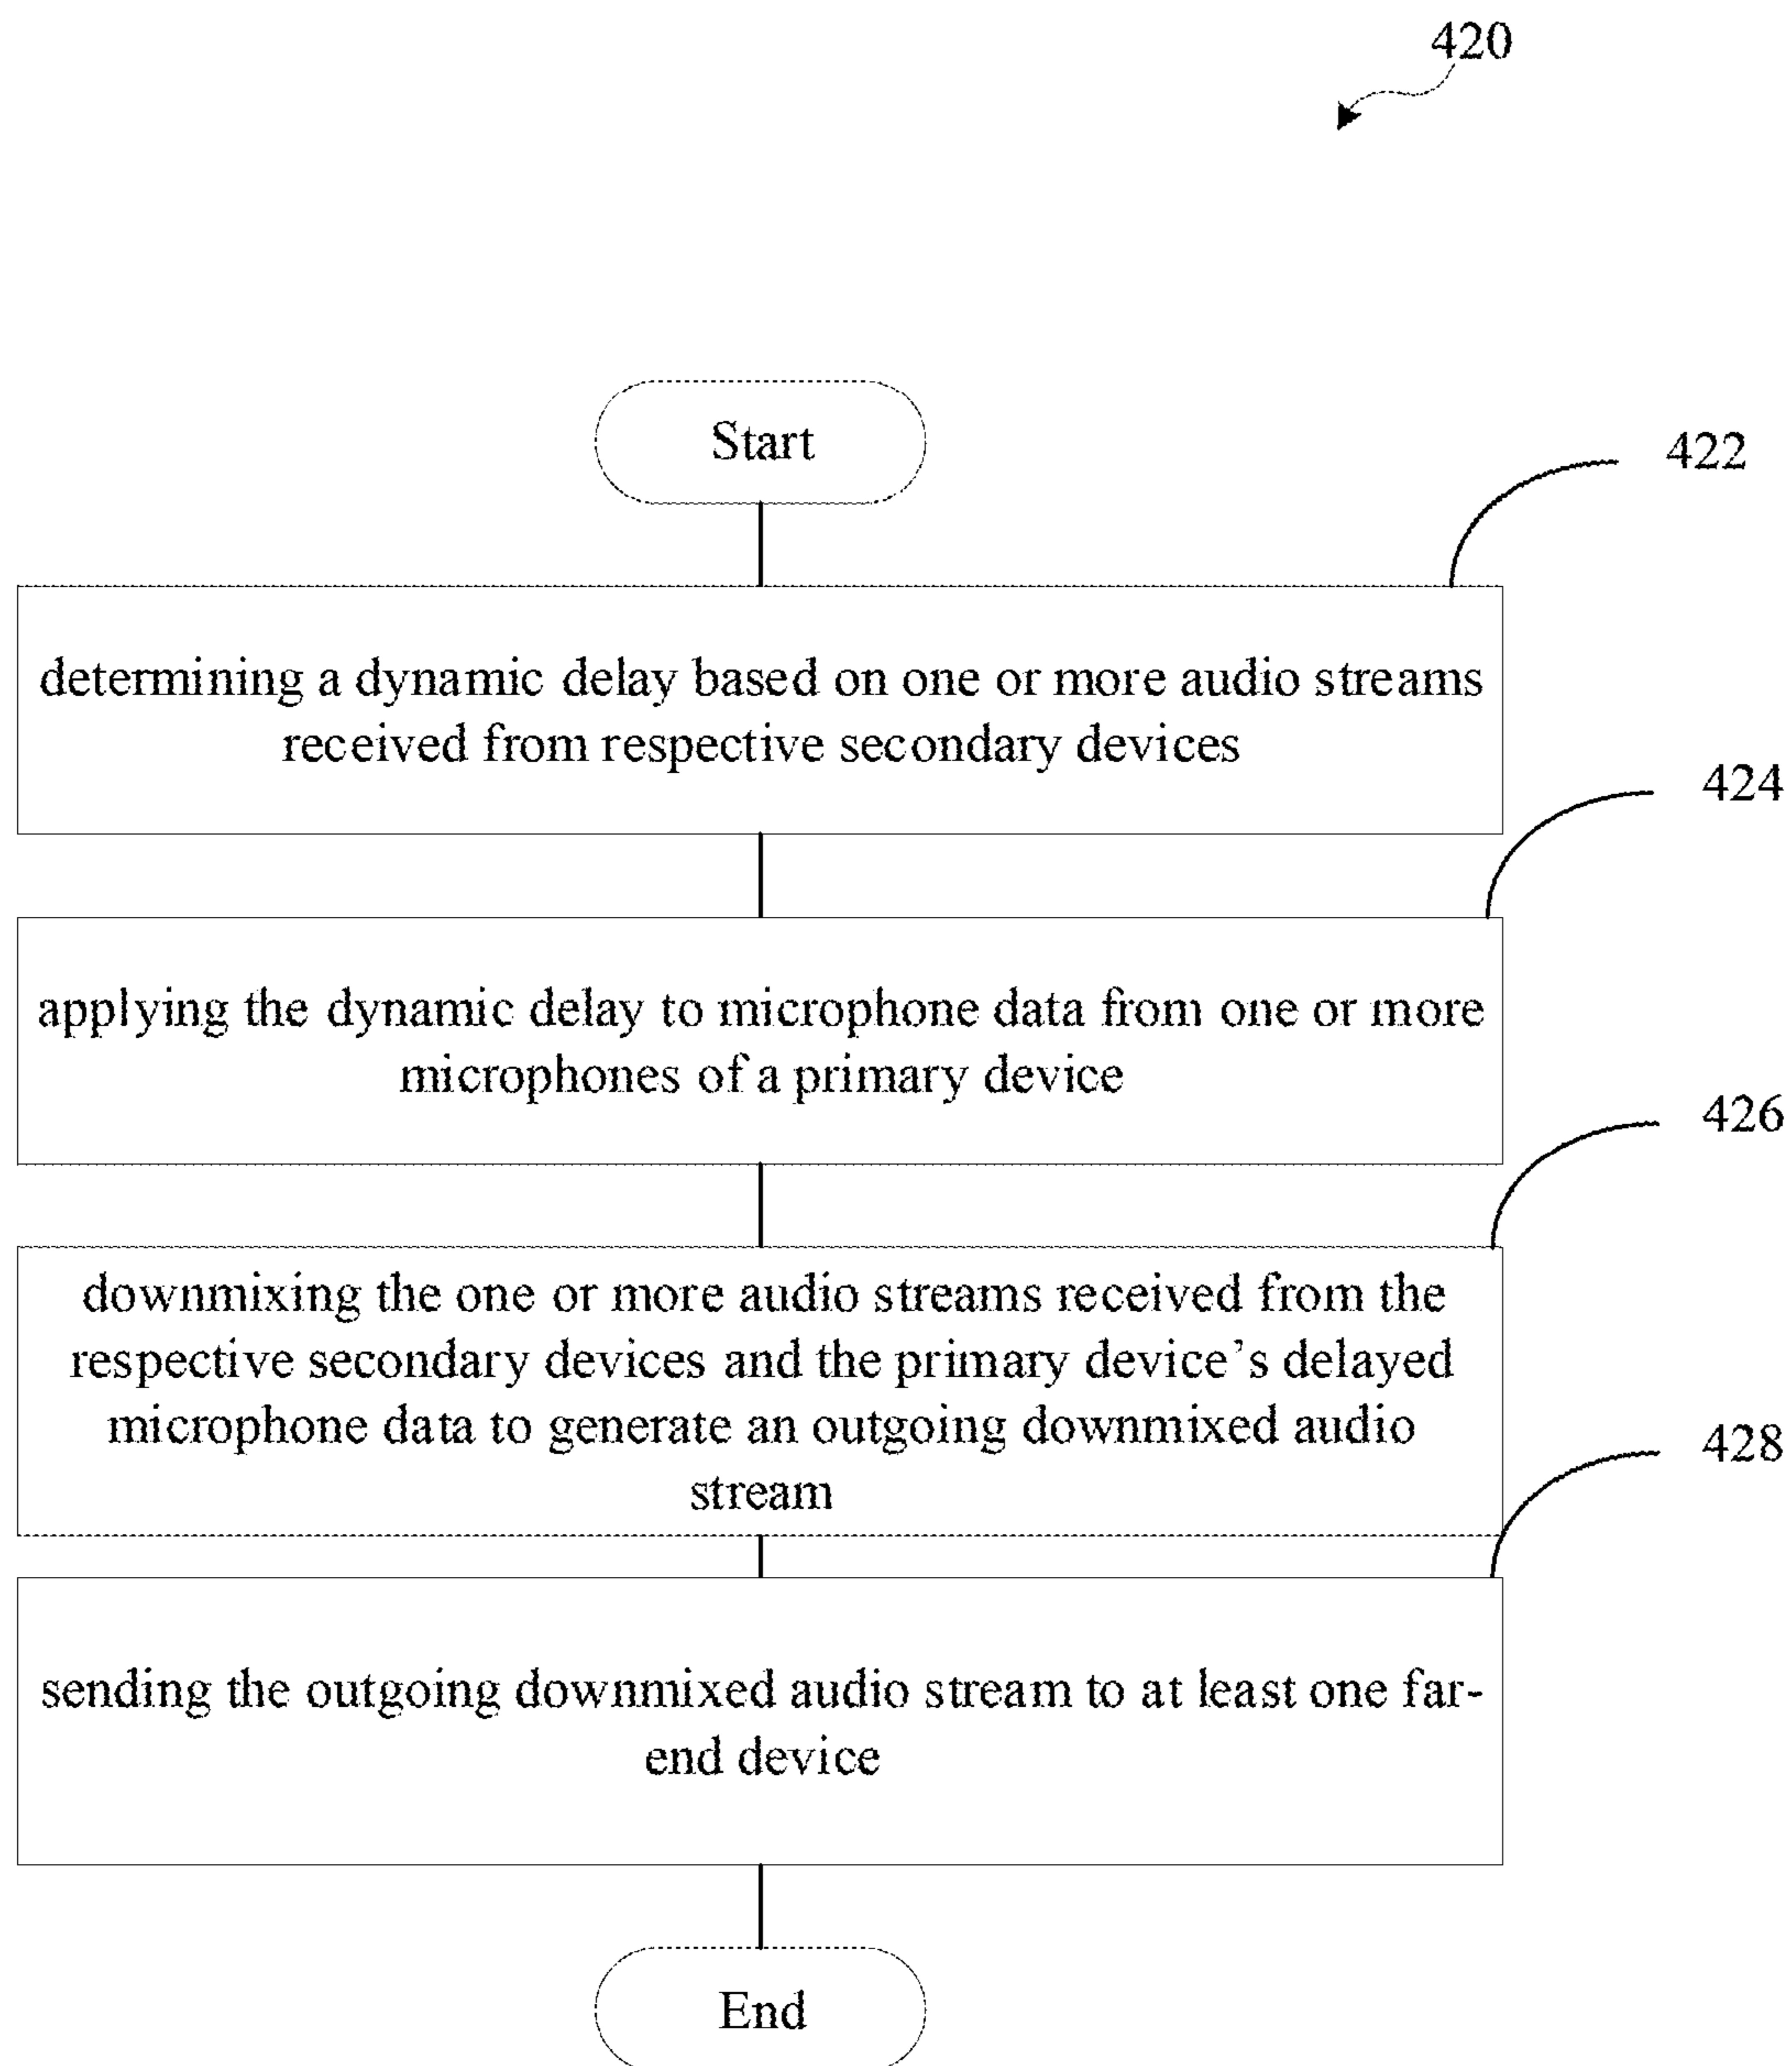 420
Start
422
determining a dynamic delay based on one or more audio streams
received from respective secondary devices
424
applying the dynamic delay to microphone data from one or more
microphones of a primary device
426
downmixing the one or more audio streams received from the
respective secondary devices and the primary device’s delayed
microphone data to generate an outgoing downmixed audio
stream
428
sending the outgoing downmixed audio stream to at least one far-
end device
End